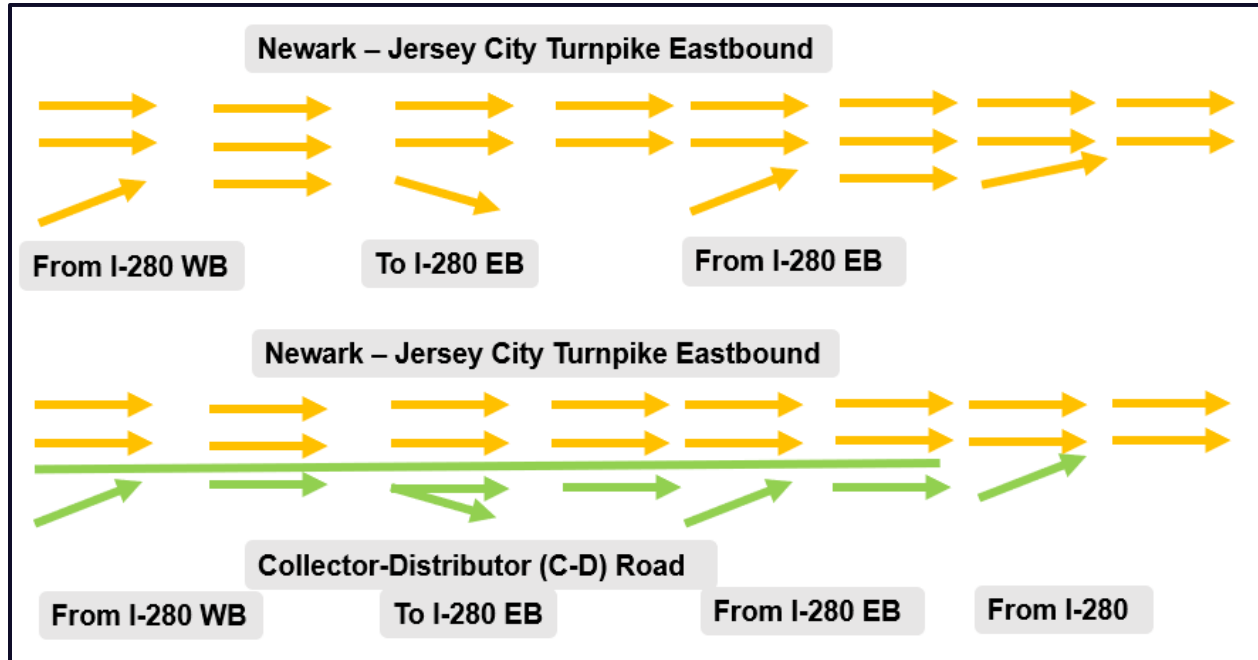 Newark – Jersey City Turnpike Eastbound
From I-280 WB
To I-280 EB
From I-280 EB
Newark – Jersey City Turnpike Eastbound
Collector-Distributor (C-D) Road
From I-280 WB
To I-280 EB
From I-280 EB
From I-280